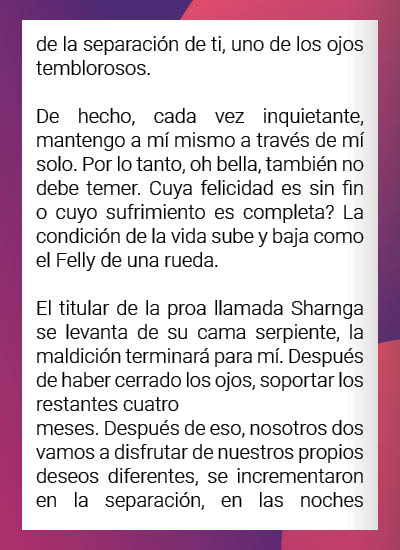 de la separación de ti, uno de los ojos
temblorosos.
De hecho, cada vez inquietante,
mantengo a mí mismo a través de mí
solo. Por lo tanto, oh bella, también no
debe temer. Cuya felicidad es sin fin
o cuyo sufrimiento es completa? La
condición de la vida sube y baja como
el Felly de una rueda.
El titular de la proa llamada Sharnga
se levanta de su cama serpiente, la
maldición terminará para mí. Después
de haber cerrado los ojos, soportar los
restantes cuatro
meses. Después de eso, nosotros dos
vamos a disfrutar de nuestros propios
deseos diferentes, se incrementaron
en la separación, en las noches